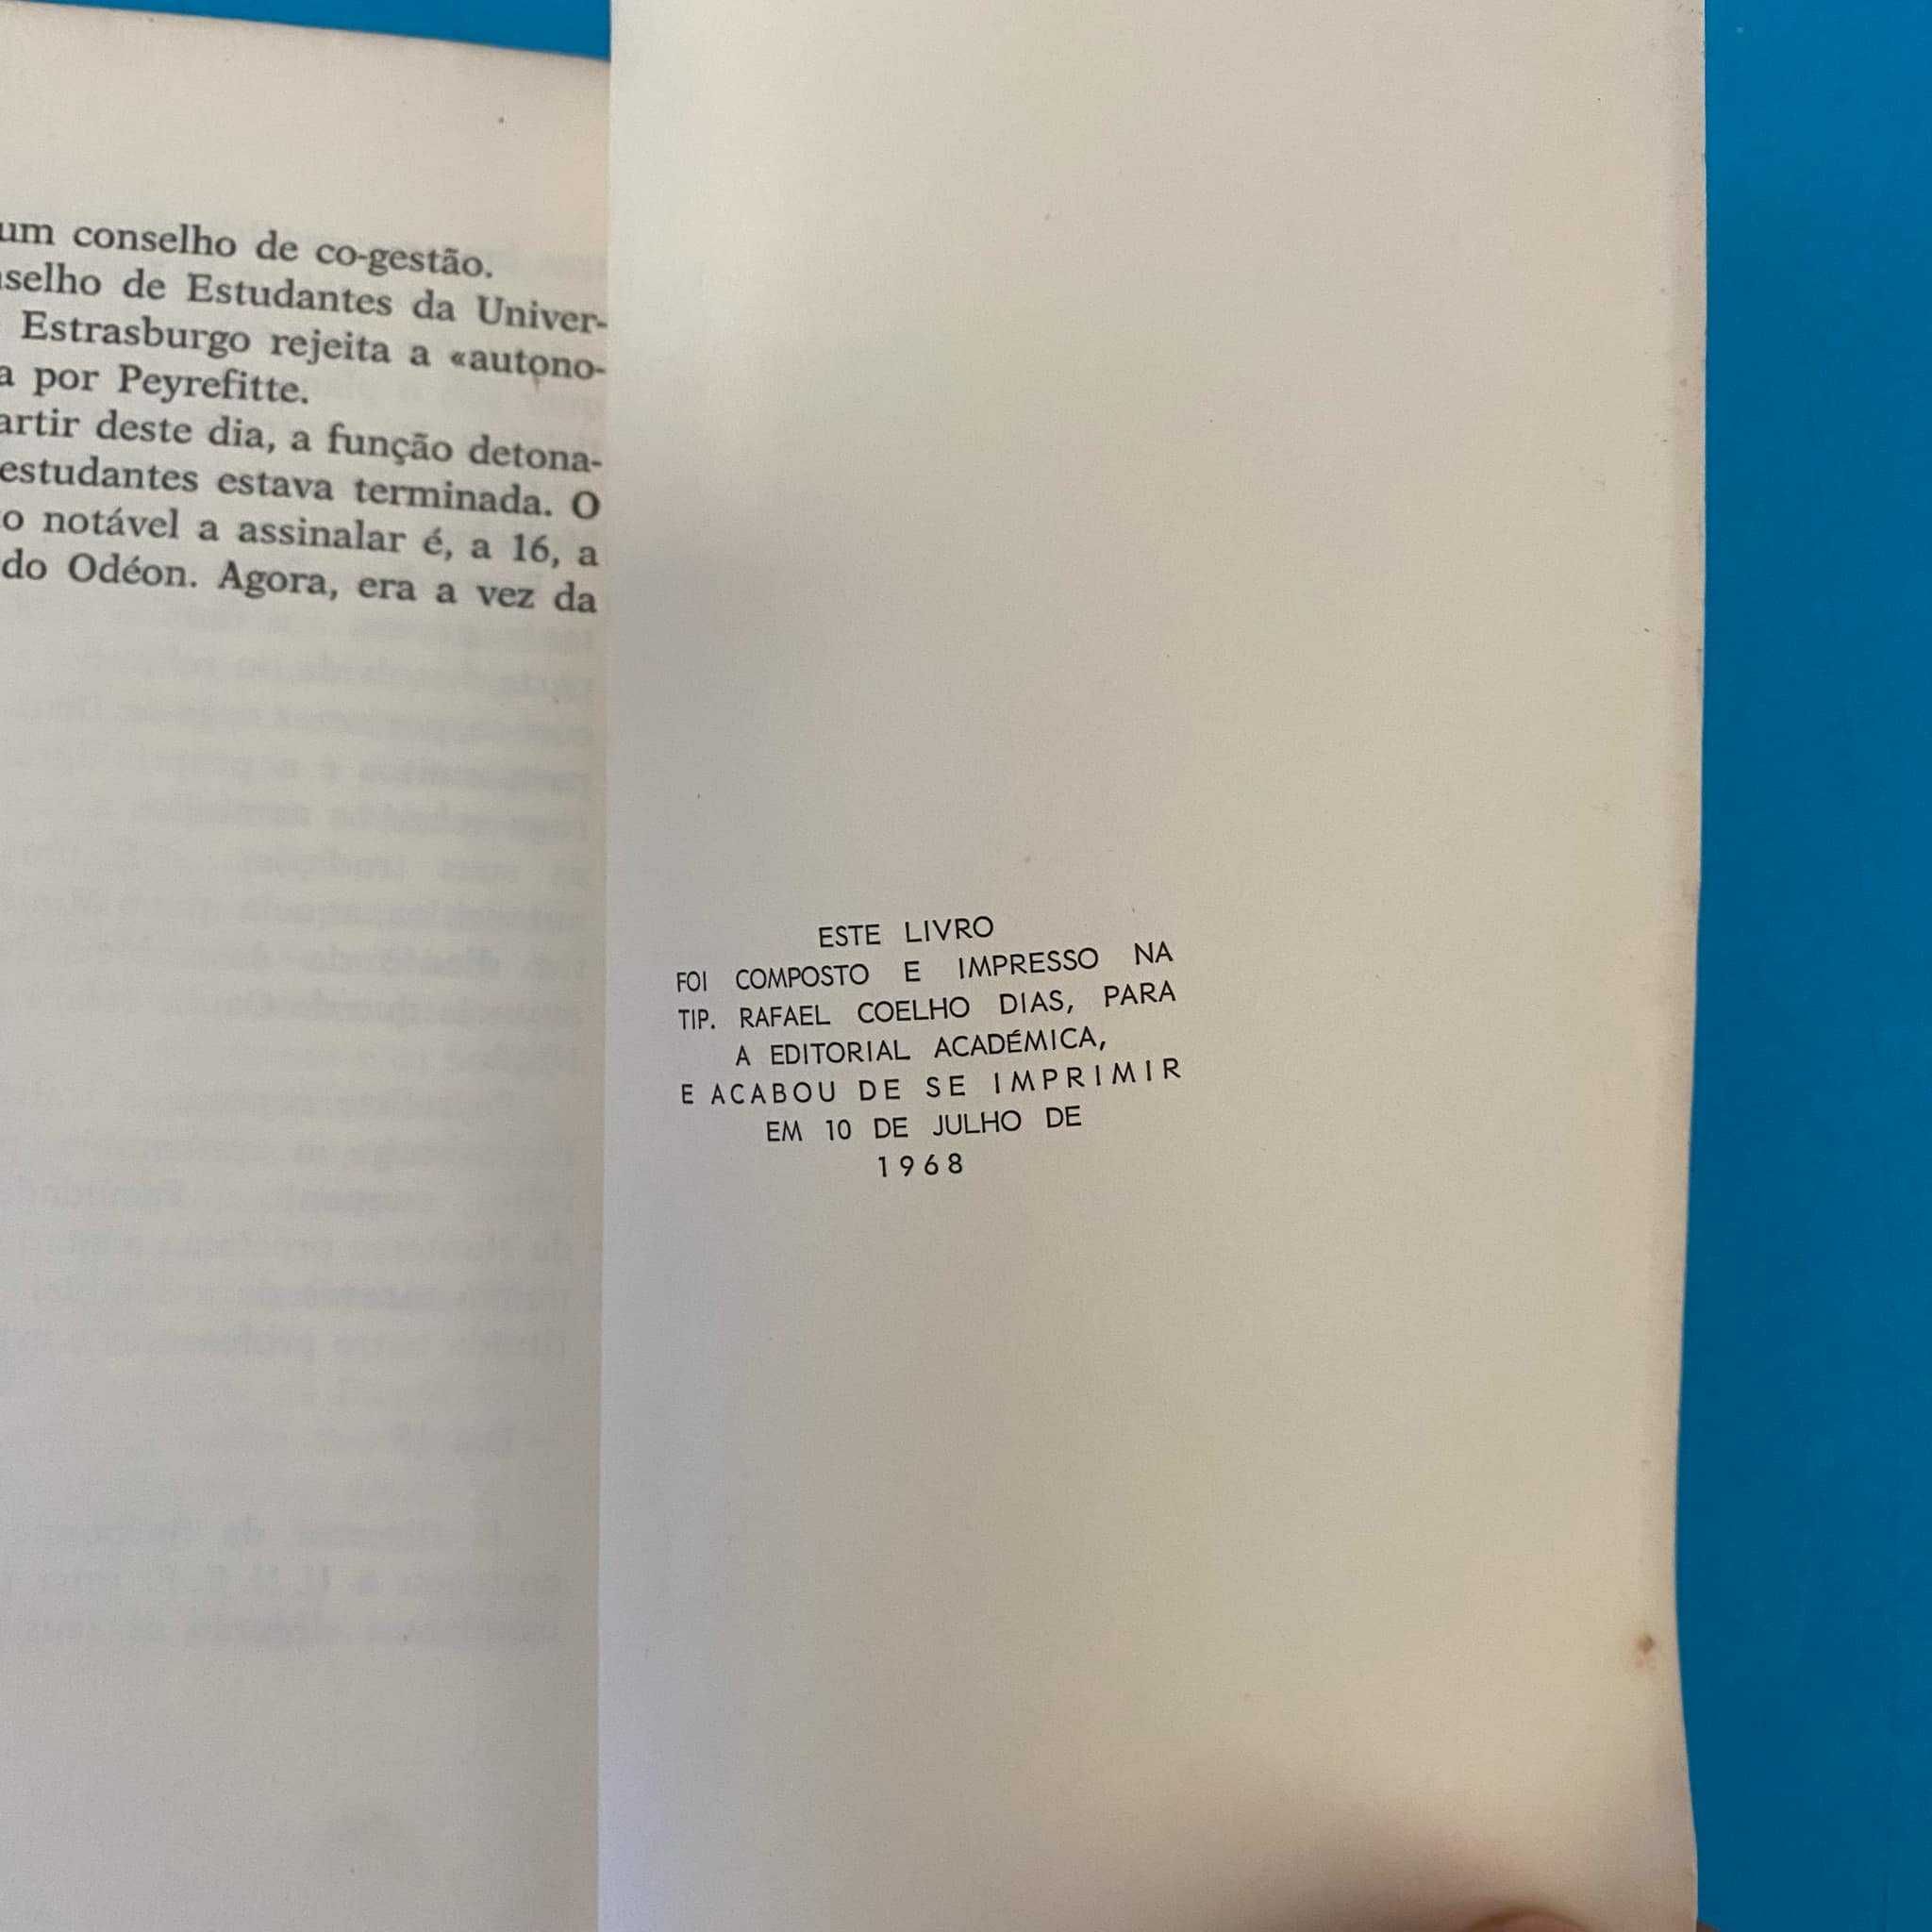 um conselho de co-gestão.
selho de Estudantes da Univer-
Estrasburgo rejeita a «autono-
a por Peyrefitte.
artir deste dia, a função detona-
estudantes estava terminada. O
o notável a assinalar é, a 16, a
do Odéon. Agora, era a vez da
ESTE LIVRO
FOI COMPOSTO E IMPRESSO NA
TIP. RAFAEL COELHO DIAS, PARA
A EDITORIAL ACADÉMICA,
E ACABOU DE SE IMPRIMIR
EM 10 DE JULHO DE
1968